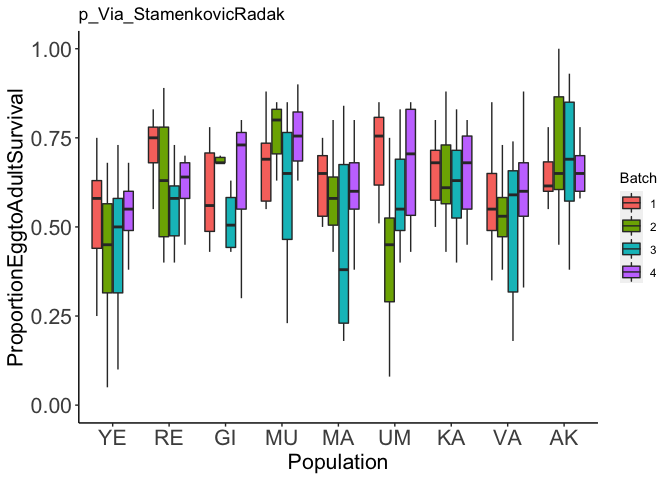 p_Via_StamenkovicRadak
ProportionEggtoAdultSurvival
1.00
0.75
0.50
0.25
0.00
YE RE GI MU MA UM KA VA AK
Population
Batch
1
2
3
4